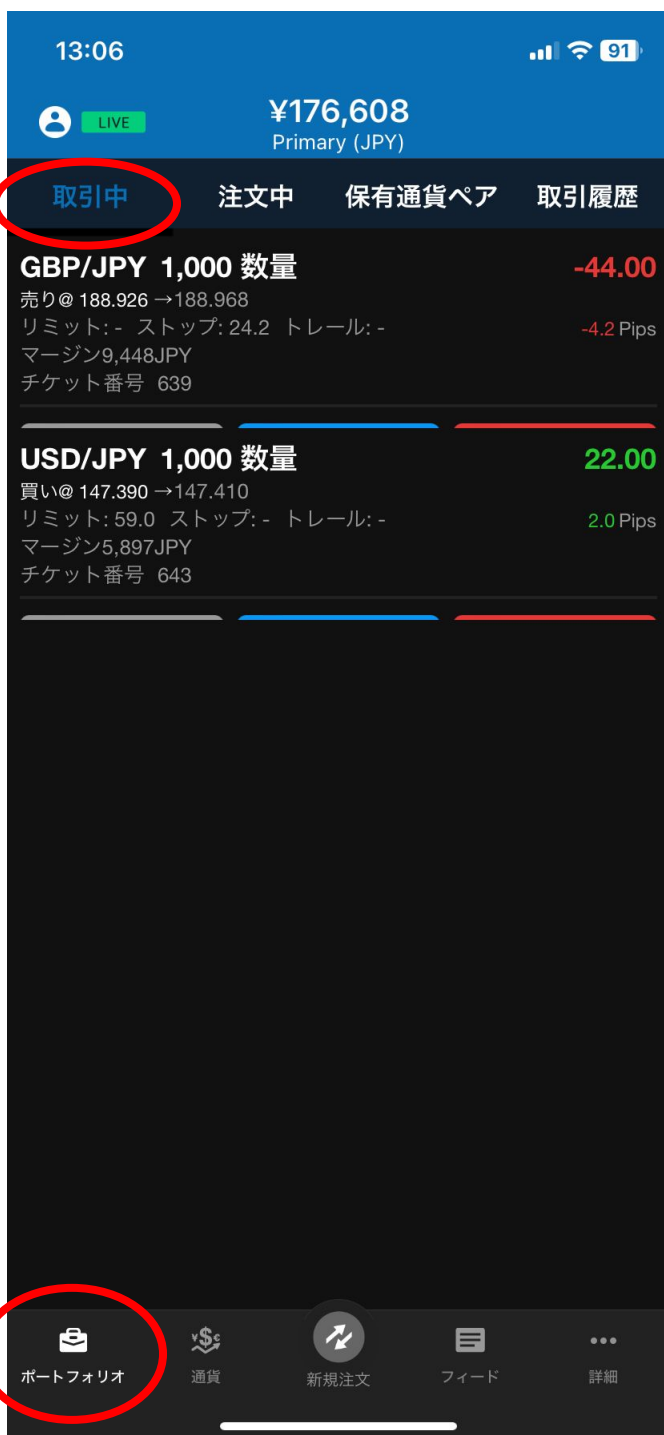 13:06
91
LIVE
¥176,608
Primary (JPY)
取引中 注文中 保有通貨ペア 取引履歴
GBP/JPY 1,000 数量 -44.00
売り@ 188.926 →188.968
リミット: - ストップ: 24.2 トレール: - -4.2 Pips
マージン9,448JPY
チケット番号 639
USD/JPY 1,000 数量 22.00
買い@ 147.390 →147.410
リミット: 59.0 ストップ: - トレール: - 2.0 Pips
マージン5,897JPY
チケット番号 643
ポートフォリオ 通貨 新規注文 フィード 詳細